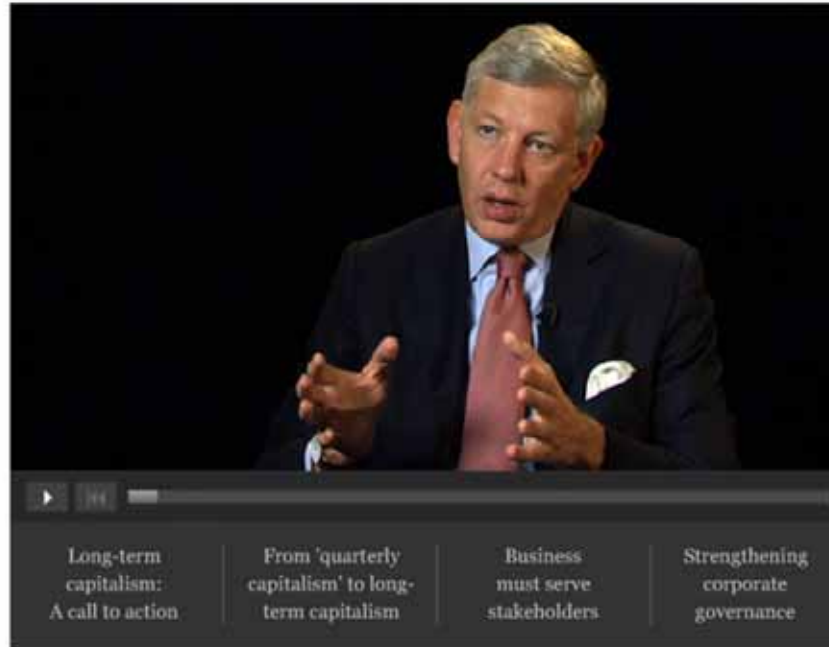 Long-term
capitalism:
A call to action
From 'quarterly
capitalism' to long-
term capitalism
Business
must serve
stakeholders
Strengthening
corporate
governance